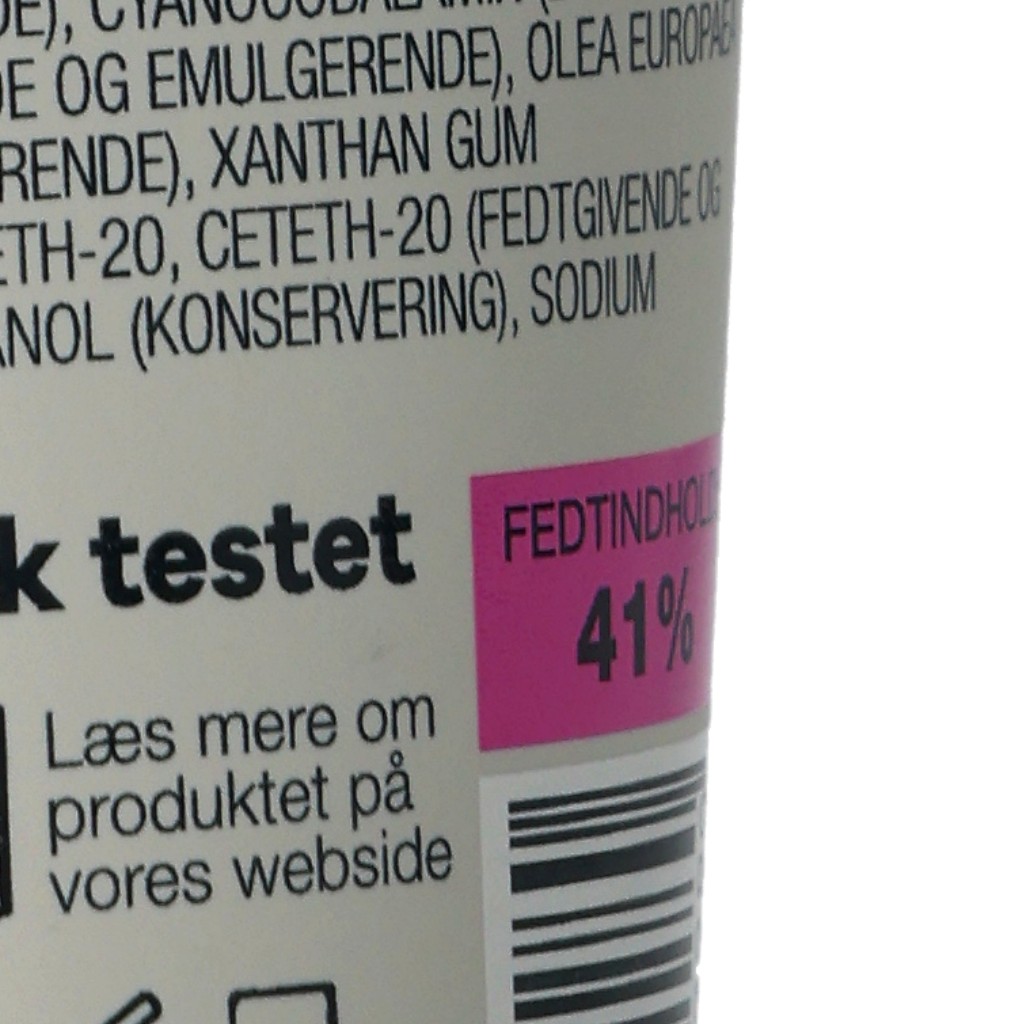 CYANOCOBALAMIN
DE OG EMULGERENDE), OLEA EUROPAEA
RENDE), XANTHAN GUM
ETH-20, CETETH-20 (FEDTGIVENDE OG
ANOL (KONSERVERING), SODIUM
k testet
FEDTINDHOLD
41%
Læs mere om
produktet på
vores webside